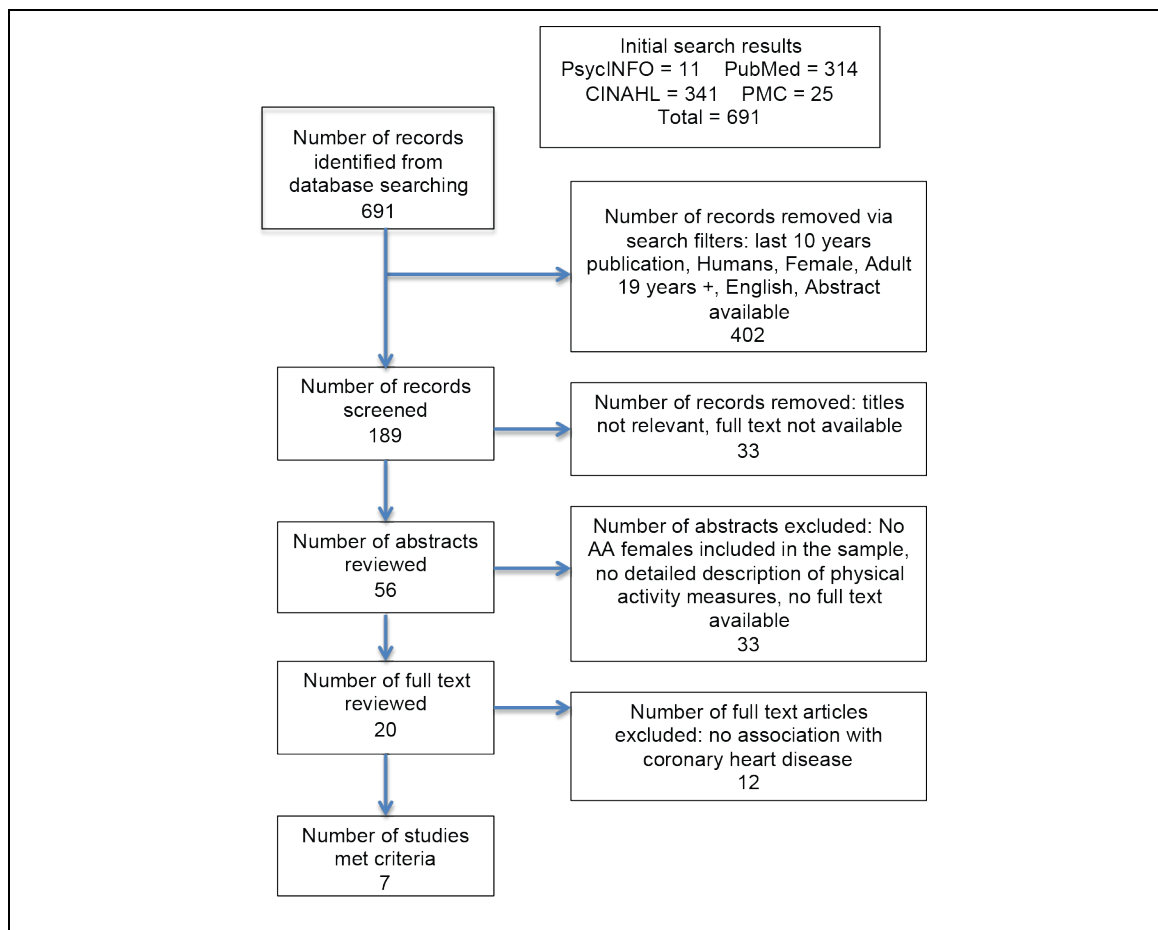 Initial search results
PsycINFO = 11 PubMed = 314
CINAHL = 341 PMC = 25
Total = 691
Number of records
identified from
database searching
691
Number of records removed via
search filters: last 10 years
publication, Humans, Female, Adult
19 years +, English, Abstract
available
402
Number of records
screened
189
Number of records removed: titles
not relevant, full text not available
33
Number of abstracts
reviewed
56
Number of abstracts excluded: No
AA females included in the sample,
no detailed description of physical
activity measures, no full text
available
33
Number of full text
reviewed
20
Number of full text articles
excluded: no association with
coronary heart disease
12
Number of studies
met criteria
7